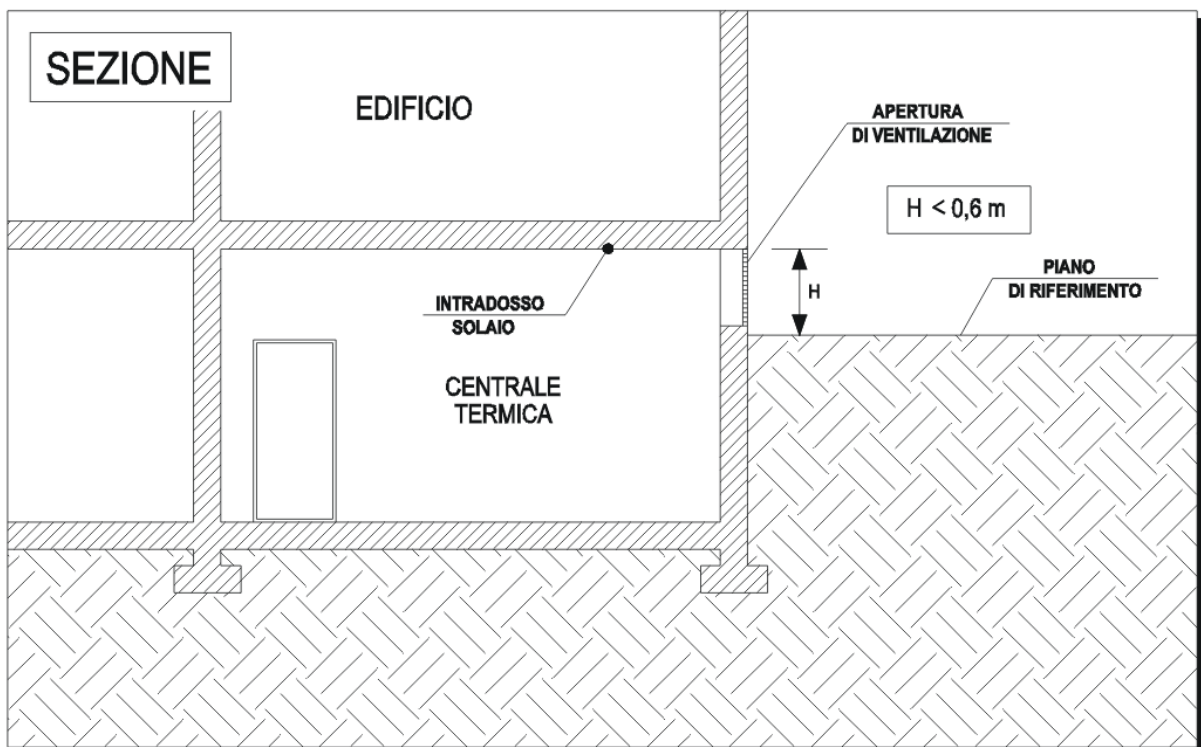 SEZIONE
EDIFICIO
APERTURA
DI VENTILAZIONE
H < 0,6 m
PIANO
DI RIFERIMENTO
H
INTRADOSSO
SOLAIO
CENTRALE
TERMICA